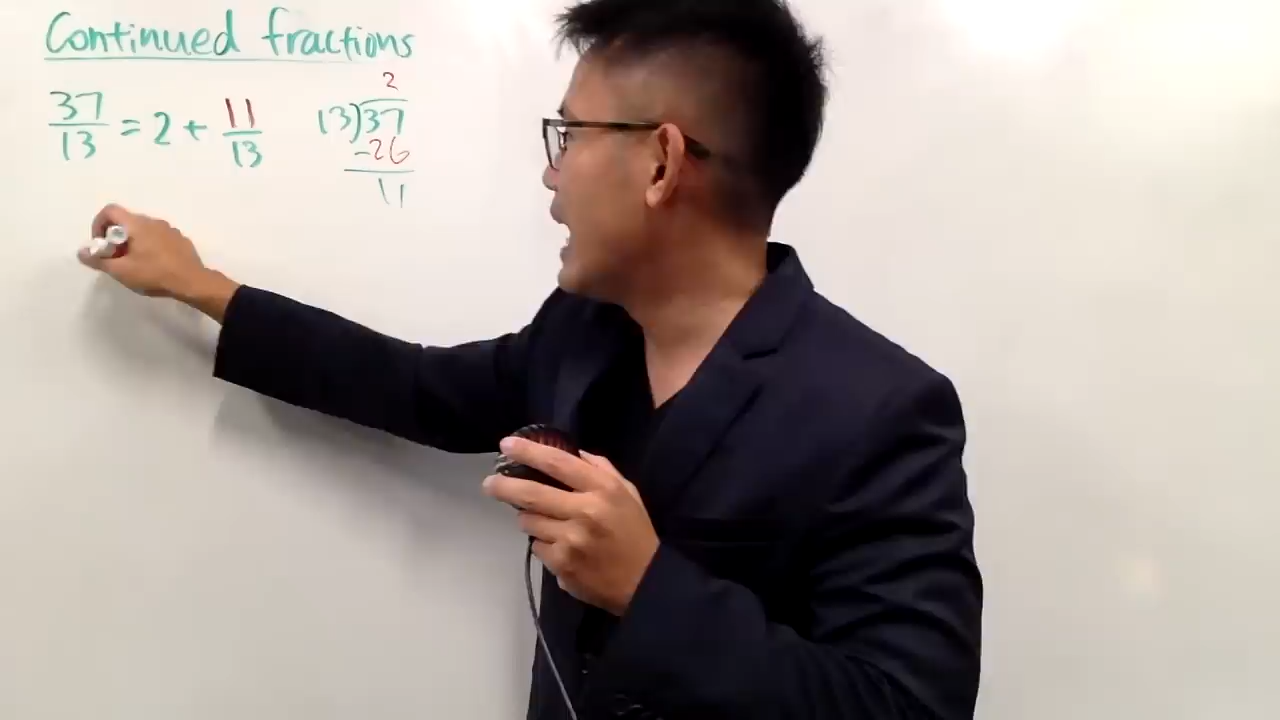 Continued fractions
37/13 = 2 + 11/13
2
13)37
-26
11